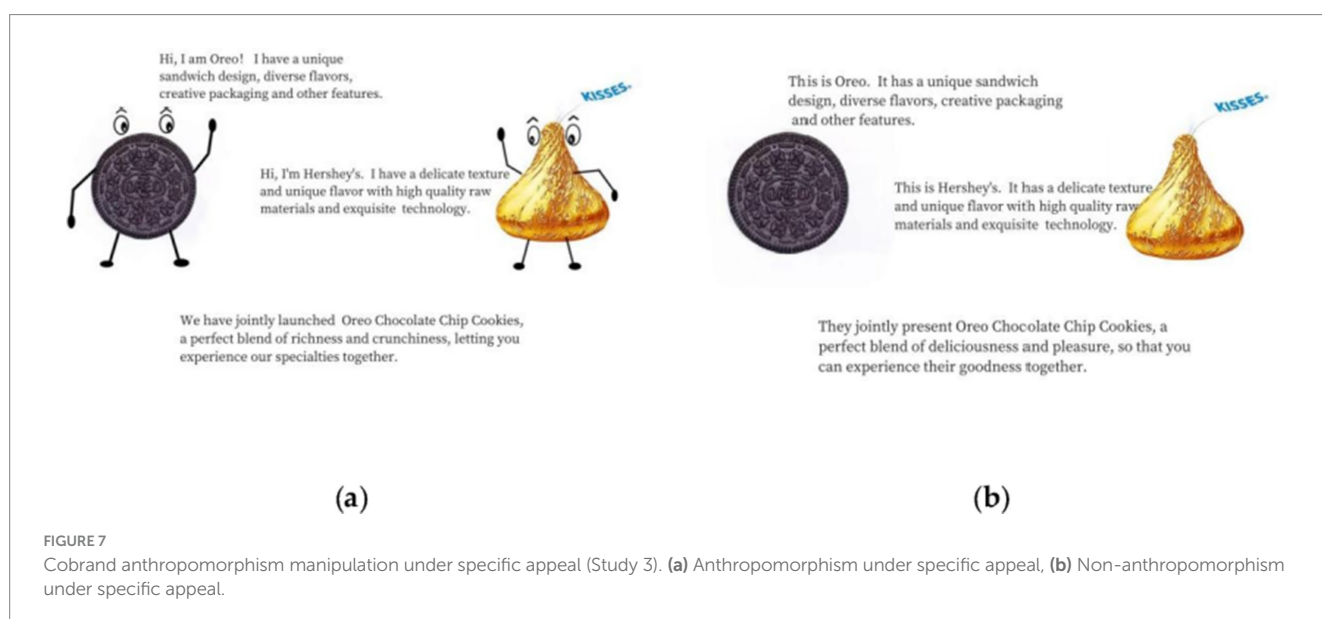 Hi, I am Oreo! I have a unique
sandwich design, diverse flavors,
creative packaging and other features.
KISSES.
Hi, I'm Hershey's. I have a delicate texture
and unique flavor with high quality raw
materials and exquisite technology.
OREO
We have jointly launched Oreo Chocolate Chip Cookies,
a perfect blend of richness and crunchiness, letting you
experience our specialties together.
(a)
This is Oreo. It has a unique sandwich
design, diverse flavors, creative packaging
and other features.
KISSES.
This is Hershey's. It has a delicate texture
and unique flavor with high quality raw
materials and exquisite technology.
OREO
They jointly present Oreo Chocolate Chip Cookies, a
perfect blend of deliciousness and pleasure, so that you
can experience their goodness together.
(b)
FIGURE 7
Cobrand anthropomorphism manipulation under specific appeal (Study 3). (a) Anthropomorphism under specific appeal, (b) Non-anthropomorphism
under specific appeal.